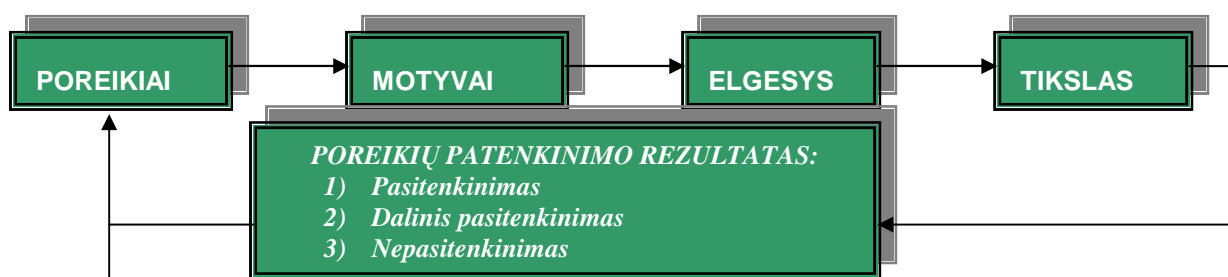 POREIKIAI
MOTYVAI
ELGESYS
TIKSLAS
POREIKIŲ PATENKINIMO REZULTATAS:
1) Pasitenkinimas
2) Dalinis pasitenkinimas
3) Nepasitenkinimas